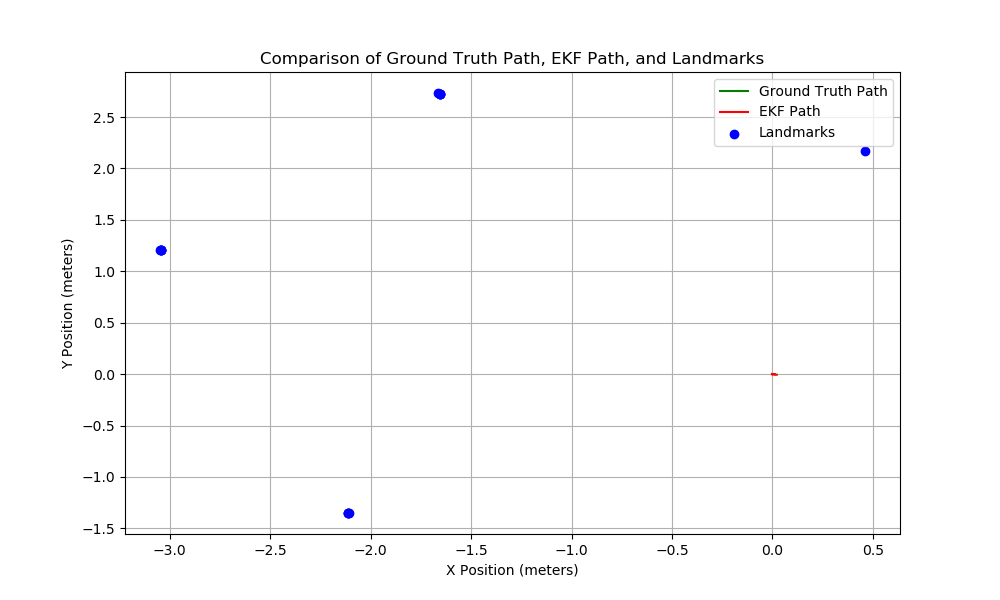 Comparison of Ground Truth Path, EKF Path, and Landmarks
Ground Truth Path
EKF Path
Landmarks
2.5
2.0
1.5
1.0
0.5
0.0
−0.5
−1.0
−1.5
Y Position (meters)
−3.0 −2.5 −2.0 −1.5 −1.0 −0.5 0.0 0.5
X Position (meters)